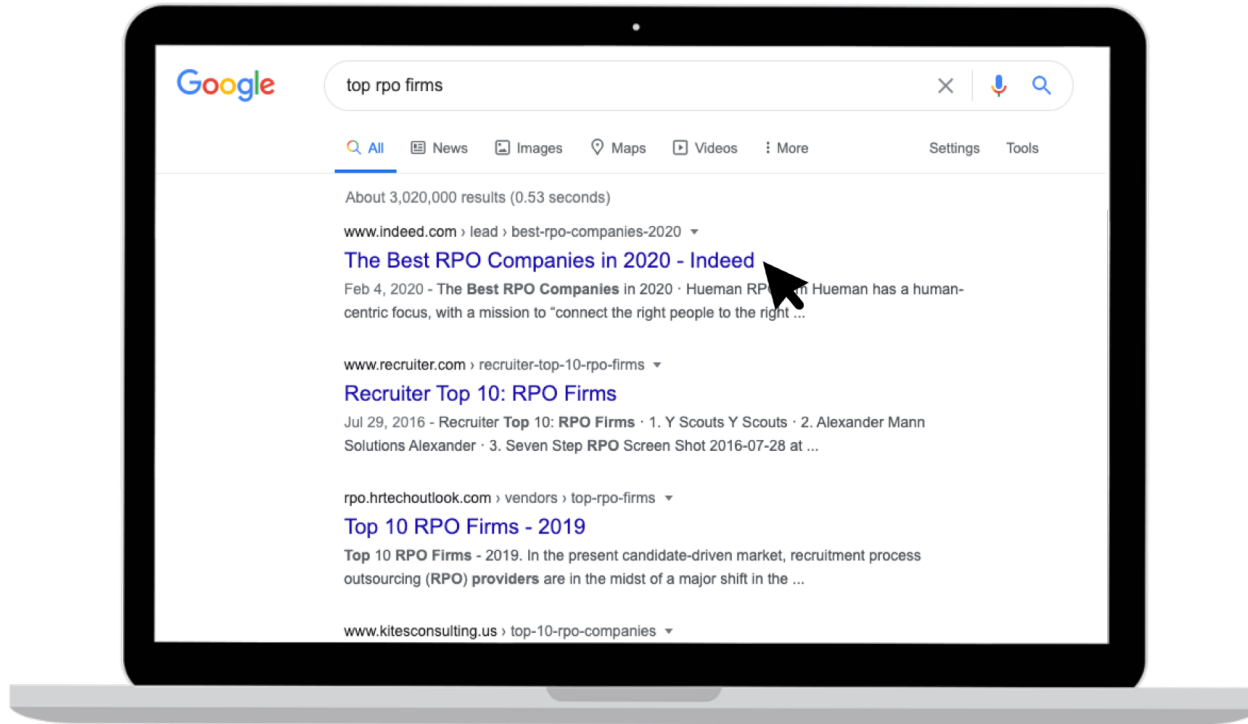 Google
top rpo firms
All News Images Maps Videos More Settings Tools
About 3,020,000 results (0.53 seconds)
www.indeed.com › lead › best-rpo-companies-2020
The Best RPO Companies in 2020 - Indeed
Feb 4, 2020 - The Best RPO Companies in 2020 · Hueman Hueman has a human-
centric focus, with a mission to “connect the right people to the right ...
www.recruiter.com › recruiter-top-10-rpo-firms
Recruiter Top 10: RPO Firms
Jul 29, 2016 - Recruiter Top 10: RPO Firms · 1. Y Scouts Y Scouts · 2. Alexander Mann
Solutions Alexander · 3. Seven Step RPO Screen Shot 2016-07-28 at ...
rpo.hrtechoutlook.com › vendors › top-rpo-firms
Top 10 RPO Firms - 2019
Top 10 RPO Firms - 2019. In the present candidate-driven market, recruitment process
outsourcing (RPO) providers are in the midst of a major shift in the ...
www.kitesconsulting.us › top-10-rpo-companies